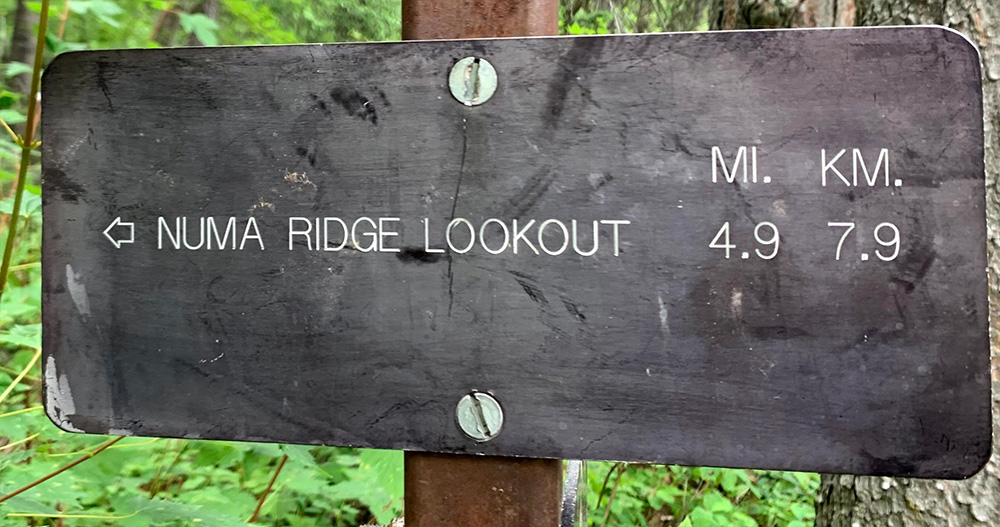 MI. KM.
⇦ NUMA RIDGE LOOKOUT 4.9 7.9